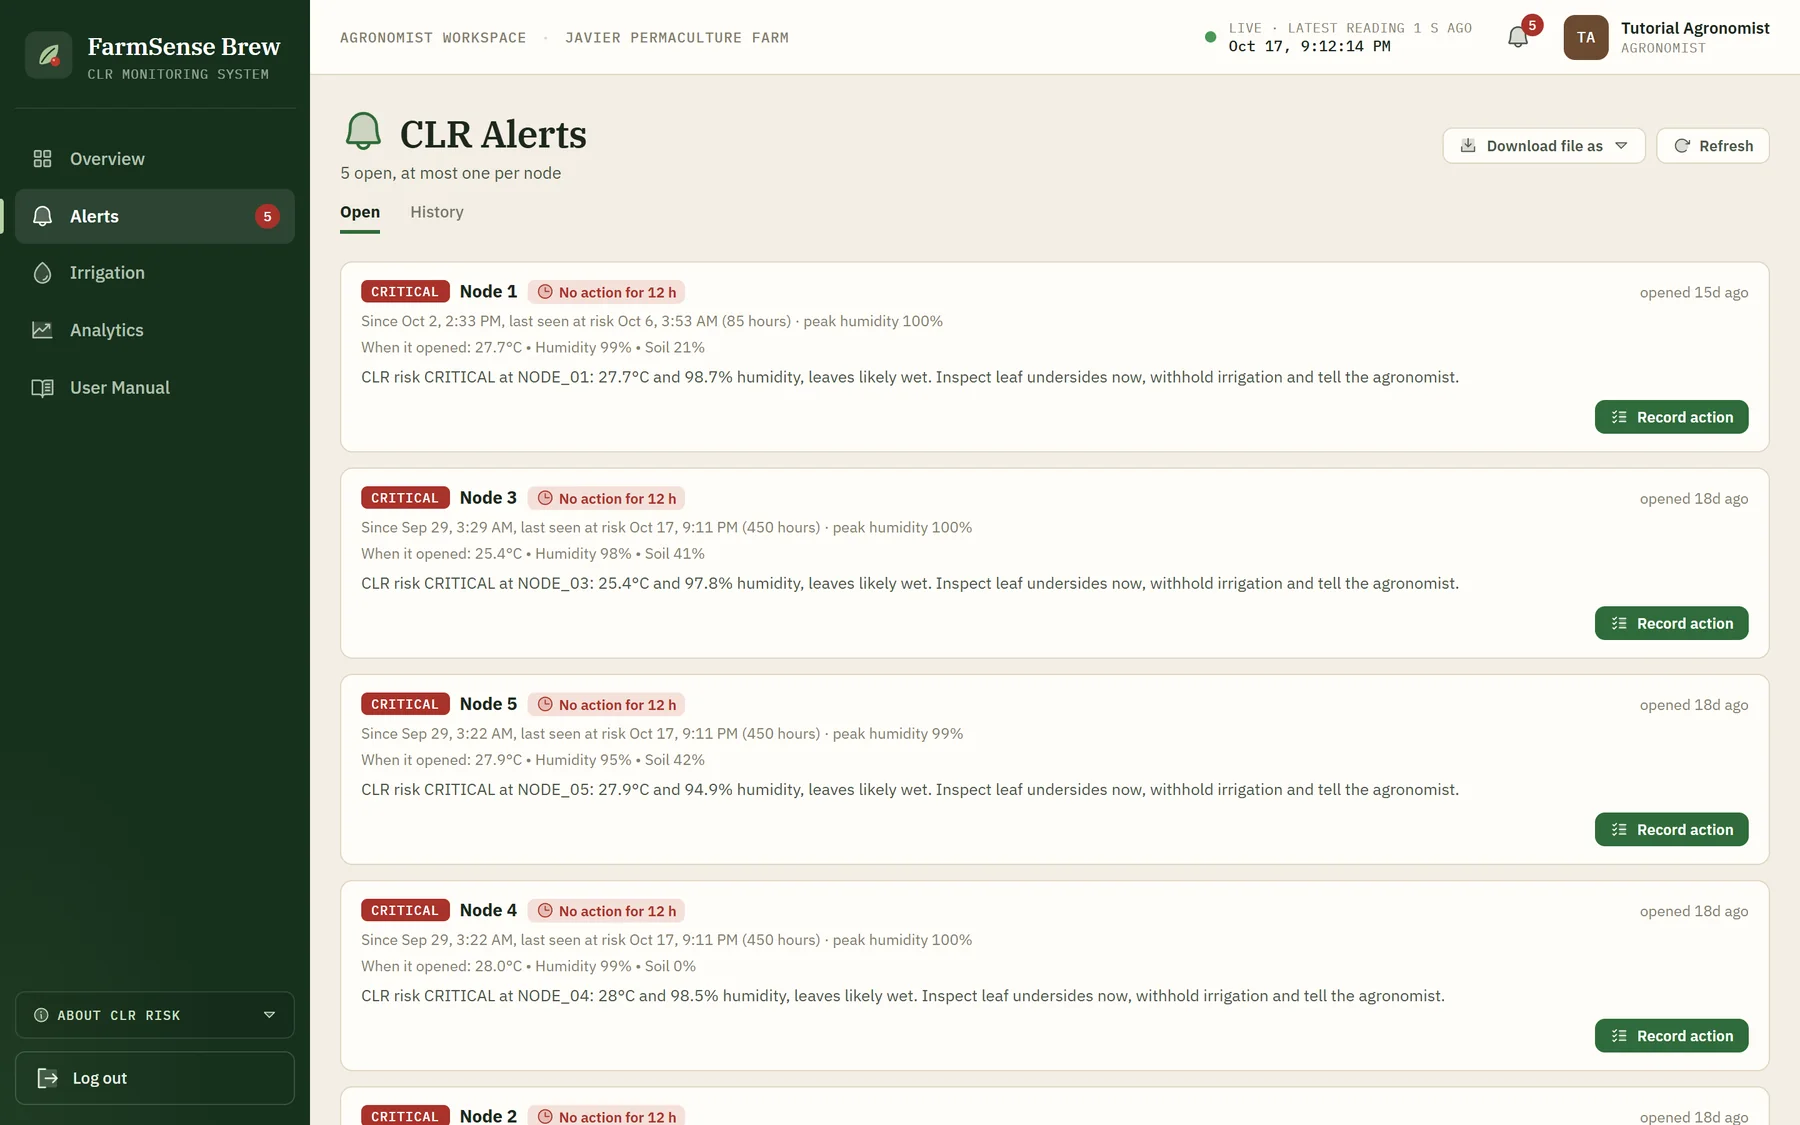 FarmSense Brew
CLR MONITORING SYSTEM
Overview
Alerts 5
Irrigation
Analytics
User Manual
ABOUT CLR RISK
Log out
AGRONOMIST WORKSPACE · JAVIER PERMACULTURE FARM
LIVE · LATEST READING 1 S AGO
Oct 17, 9:12:14 PM
5
TA
Tutorial Agronomist
AGRONOMIST
CLR Alerts
5 open, at most one per node
Download file as
Refresh
Open History
CRITICAL Node 1 No action for 12 h opened 15d ago
Since Oct 2, 2:33 PM, last seen at risk Oct 6, 3:53 AM (85 hours) · peak humidity 100%
When it opened: 27.7°C • Humidity 99% • Soil 21%
CLR risk CRITICAL at NODE_01: 27.7°C and 98.7% humidity, leaves likely wet. Inspect leaf undersides now, withhold irrigation and tell the agronomist.
Record action
CRITICAL Node 3 No action for 12 h opened 18d ago
Since Sep 29, 3:29 AM, last seen at risk Oct 17, 9:11 PM (450 hours) · peak humidity 100%
When it opened: 25.4°C • Humidity 98% • Soil 41%
CLR risk CRITICAL at NODE_03: 25.4°C and 97.8% humidity, leaves likely wet. Inspect leaf undersides now, withhold irrigation and tell the agronomist.
Record action
CRITICAL Node 5 No action for 12 h opened 18d ago
Since Sep 29, 3:22 AM, last seen at risk Oct 17, 9:11 PM (450 hours) · peak humidity 99%
When it opened: 27.9°C • Humidity 95% • Soil 42%
CLR risk CRITICAL at NODE_05: 27.9°C and 94.9% humidity, leaves likely wet. Inspect leaf undersides now, withhold irrigation and tell the agronomist.
Record action
CRITICAL Node 4 No action for 12 h opened 18d ago
Since Sep 29, 3:22 AM, last seen at risk Oct 17, 9:11 PM (450 hours) · peak humidity 100%
When it opened: 28.0°C • Humidity 99% • Soil 0%
CLR risk CRITICAL at NODE_04: 28°C and 98.5% humidity, leaves likely wet. Inspect leaf undersides now, withhold irrigation and tell the agronomist.
Record action
CRITICAL Node 2 No action for 12 h opened 18d ago